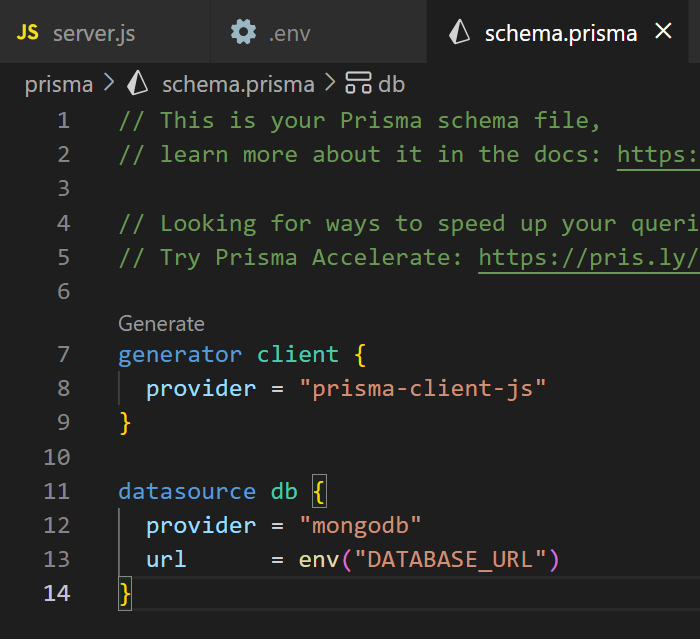 JS server.js .env schema.prisma
prisma > schema.prisma > db
1 // This is your Prisma schema file,
2 // learn more about it in the docs: https:
3
4 // Looking for ways to speed up your queri
5 // Try Prisma Accelerate: https://pris.ly/
6
Generate
7 generator client {
8   provider = "prisma-client-js"
9 }
10
11 datasource db {
12   provider = "mongodb"
13   url      = env("DATABASE_URL")
14 }